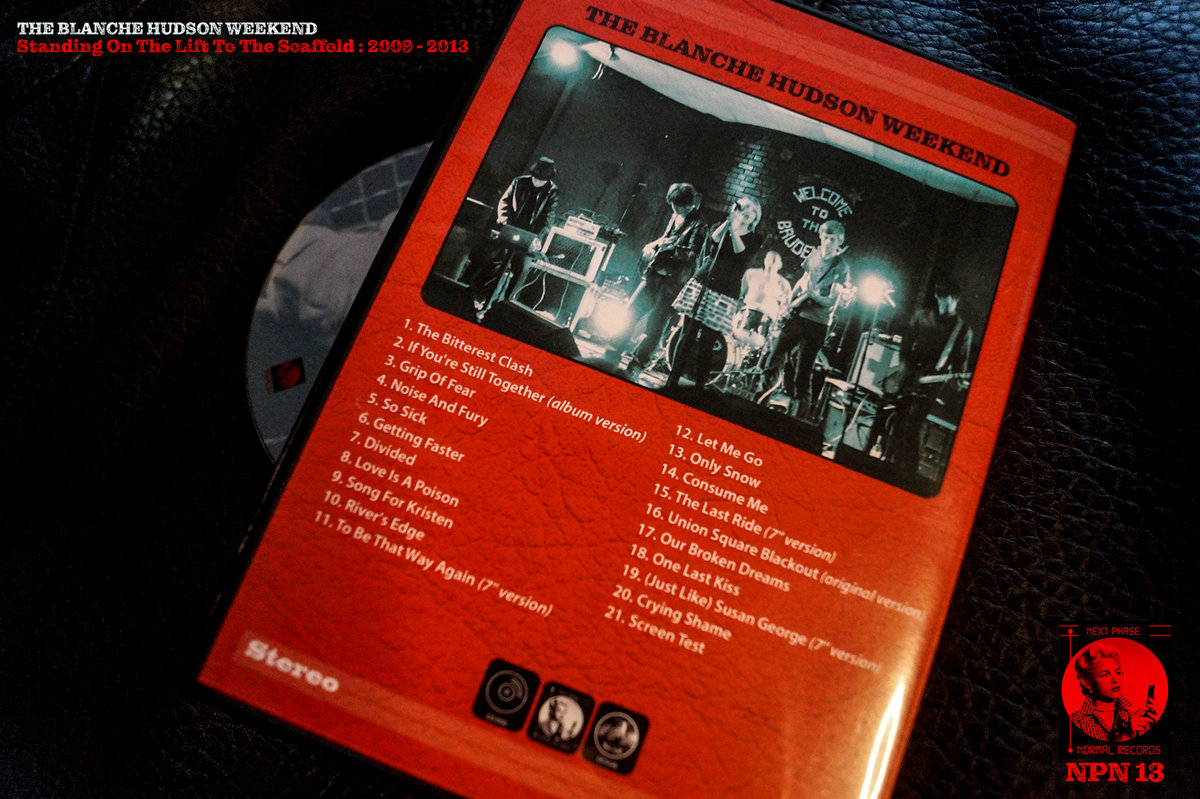 THE BLANCHE HUDSON WEEKEND
Standing On The Lift To The Scaffold : 2009 - 2013
THE BLANCHE HUDSON WEEKEND
WELCOME
TO
THE
1. The Bitterest Clash
2. If You're Still Together (album version)
3. Grip Of Fear
4. Noise And Fury
5. So Sick
6. Getting Faster
7. Divided
8. Love Is A Poison
9. Song For Kristen
10. River's Edge
11. To Be That Way Again (7" version)
12. Let Me Go
13. Only Snow
14. Consume Me
15. The Last Ride (7" version)
16. Union Square Blackout (original version)
17. Our Broken Dreams
18. One Last Kiss
19. (Just Like) Susan George (7" version)
20. Crying Shame
21. Screen Test
Stereo
NEXT PHASE:
NORMAL RECORDS
NPN 13